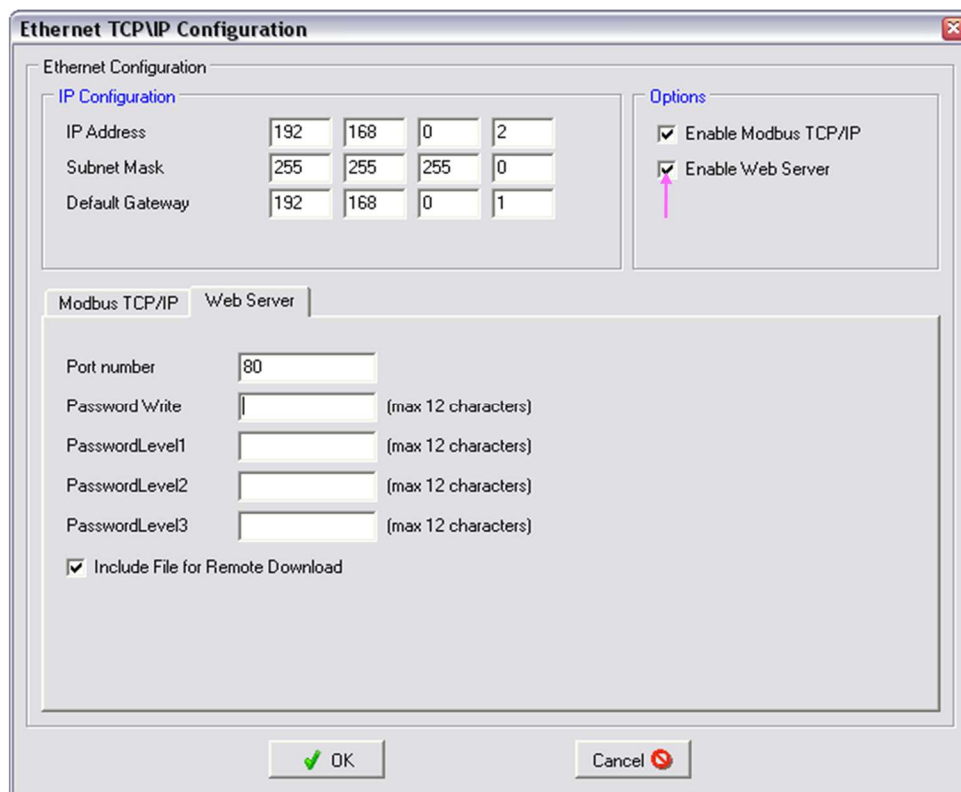 Ethernet TCP\IP Configuration
Ethernet Configuration
IP Configuration
IP Address 192 168 0 2
Subnet Mask 255 255 255 0
Default Gateway 192 168 0 1
Options
Enable Modbus TCP/IP
Enable Web Server
Modbus TCP/IP Web Server
Port number 80
Password Write (max 12 characters)
PasswordLevel1 (max 12 characters)
PasswordLevel2 (max 12 characters)
PasswordLevel3 (max 12 characters)
Include File for Remote Download
OK Cancel